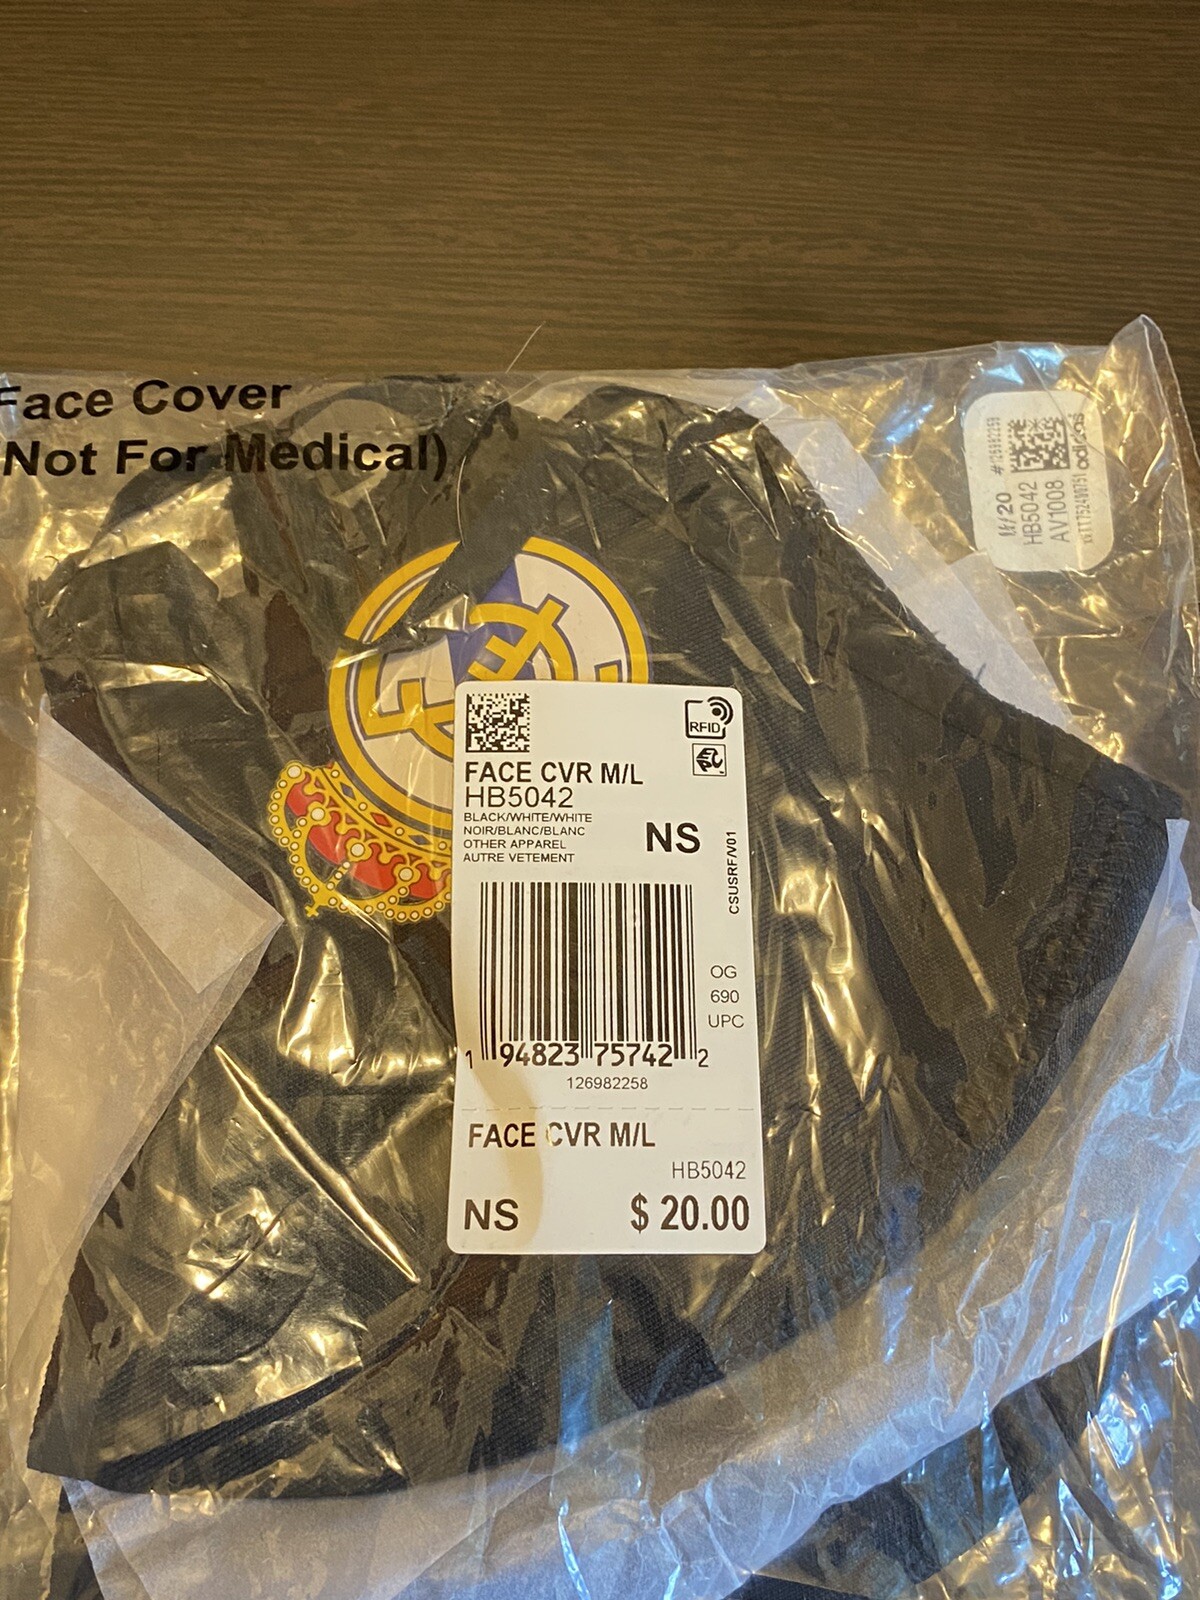 Face Cover
(Not For Medical)
11/20
HB5042
AV1008
adidas
RFID
FACE CVR M/L
HB5042
BLACK/WHITE/WHITE
NOIR/BLANC/BLANC
OTHER APPAREL
AUTRE VETEMENT
NS
CSUSRF/V01
OG
690
UPC
1 94823 75742 2
126982258
FACE CVR M/L
HB5042
NS $ 20.00